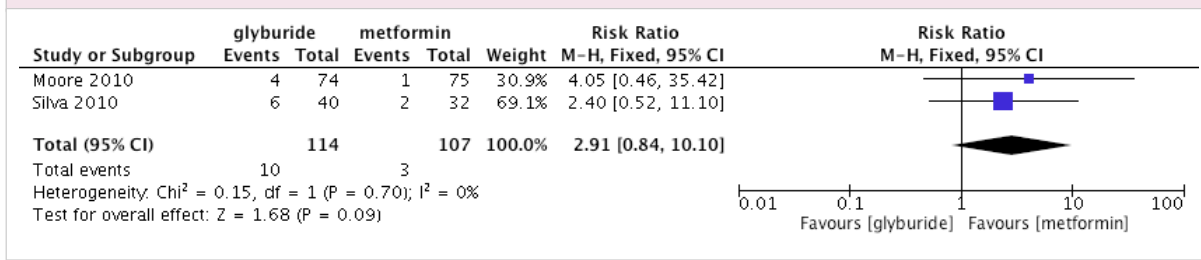 glyburide metformin Risk Ratio Risk Ratio
Study or Subgroup Events Total Events Total Weight M-H, Fixed, 95% CI M-H, Fixed, 95% CI
Moore 2010 4 74 1 75 30.9% 4.05 [0.46, 35.42]
Silva 2010 6 40 2 32 69.1% 2.40 [0.52, 11.10]
Total (95% CI) 114 107 100.0% 2.91 [0.84, 10.10]
Total events 10 3
Heterogeneity: Chi² = 0.15, df = 1 (P = 0.70); I² = 0%
Test for overall effect: Z = 1.68 (P = 0.09)
0.01 0.1 1 10 100
Favours [glyburide] Favours [metformin]